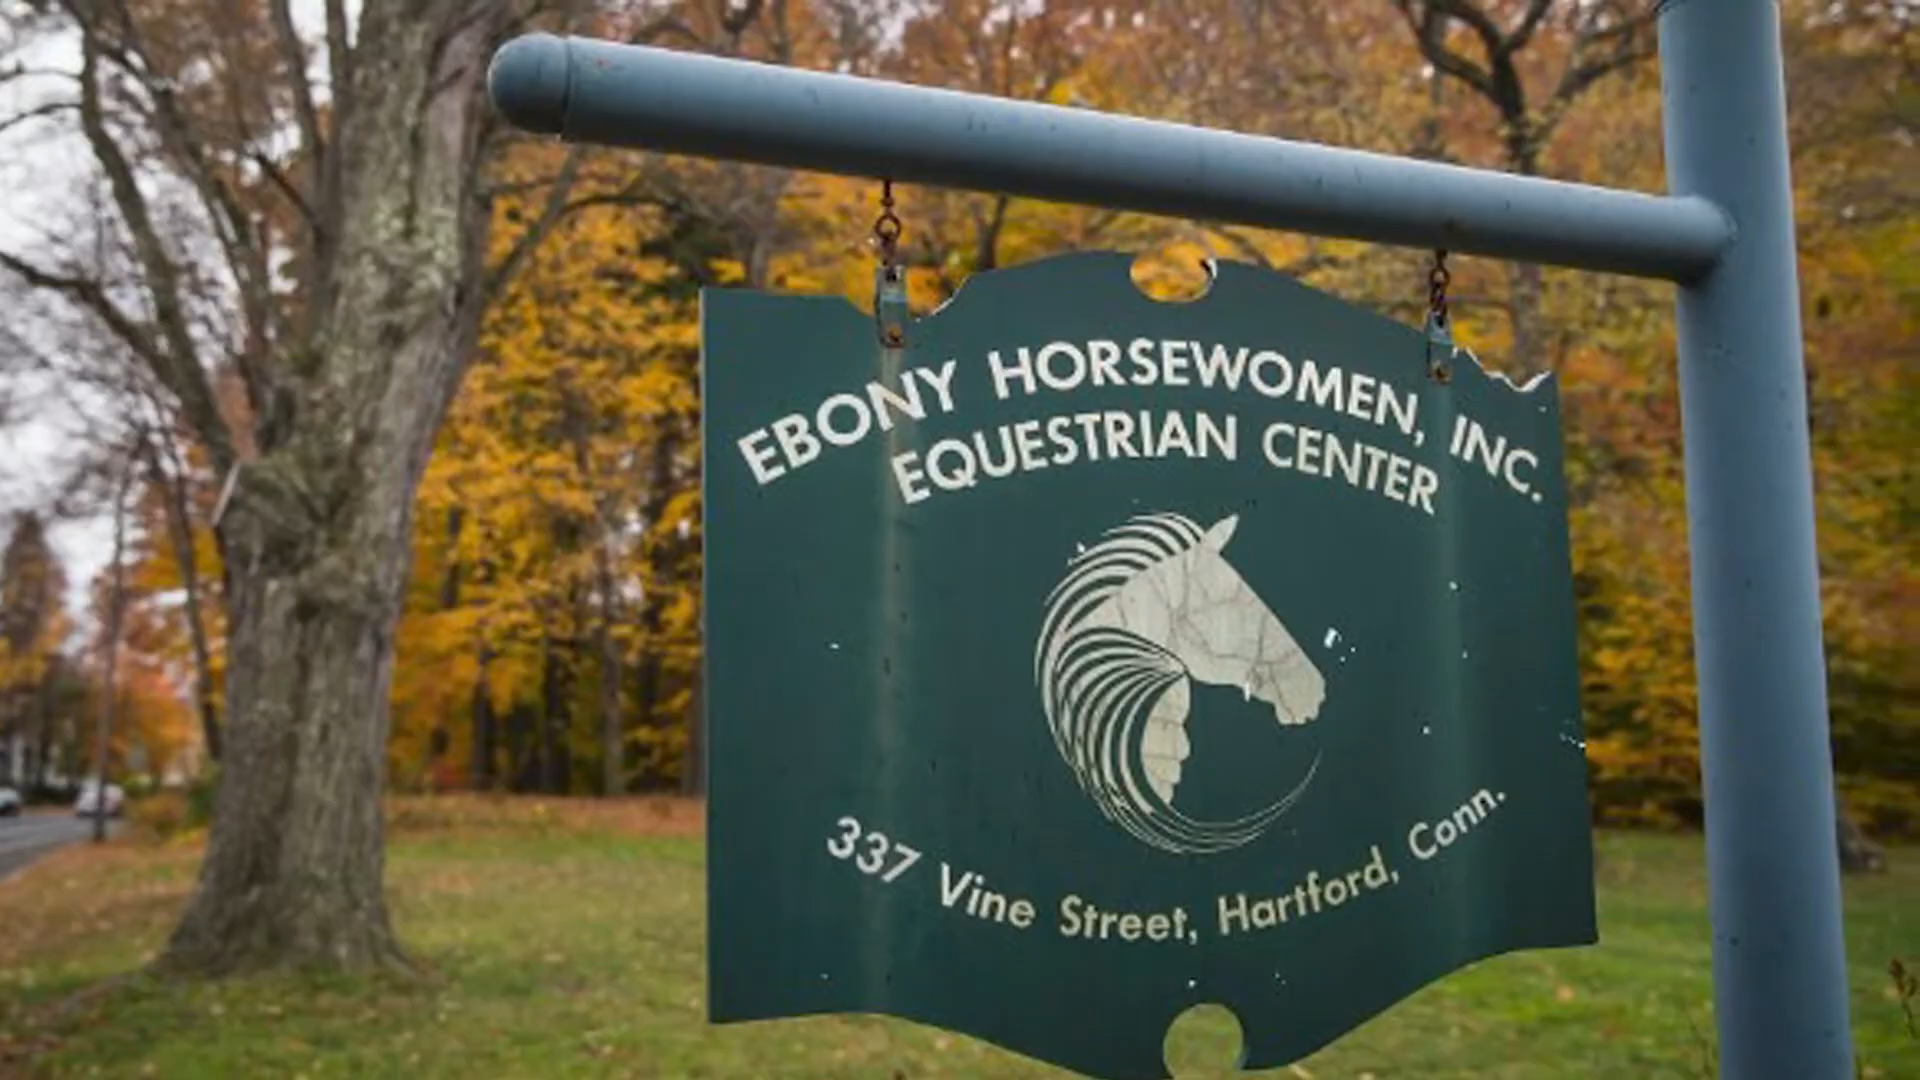 EBONY HORSEWOMEN, INC.
EQUESTRIAN CENTER
337 Vine Street, Hartford, Conn.